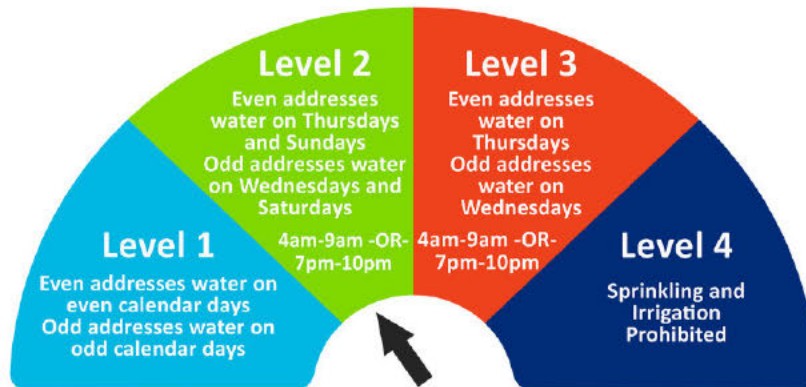 Level 1
Even addresses water on
even calendar days
Odd addresses water on
odd calendar days
Level 2
Even addresses
water on Thursdays
and Sundays
Odd addresses water
on Wednesdays and
Saturdays
4am-9am -OR-
7pm-10pm
Level 3
Even addresses
water on
Thursdays
Odd addresses
water on
Wednesdays
4am-9am -OR-
7pm-10pm
Level 4
Sprinkling and
Irrigation
Prohibited